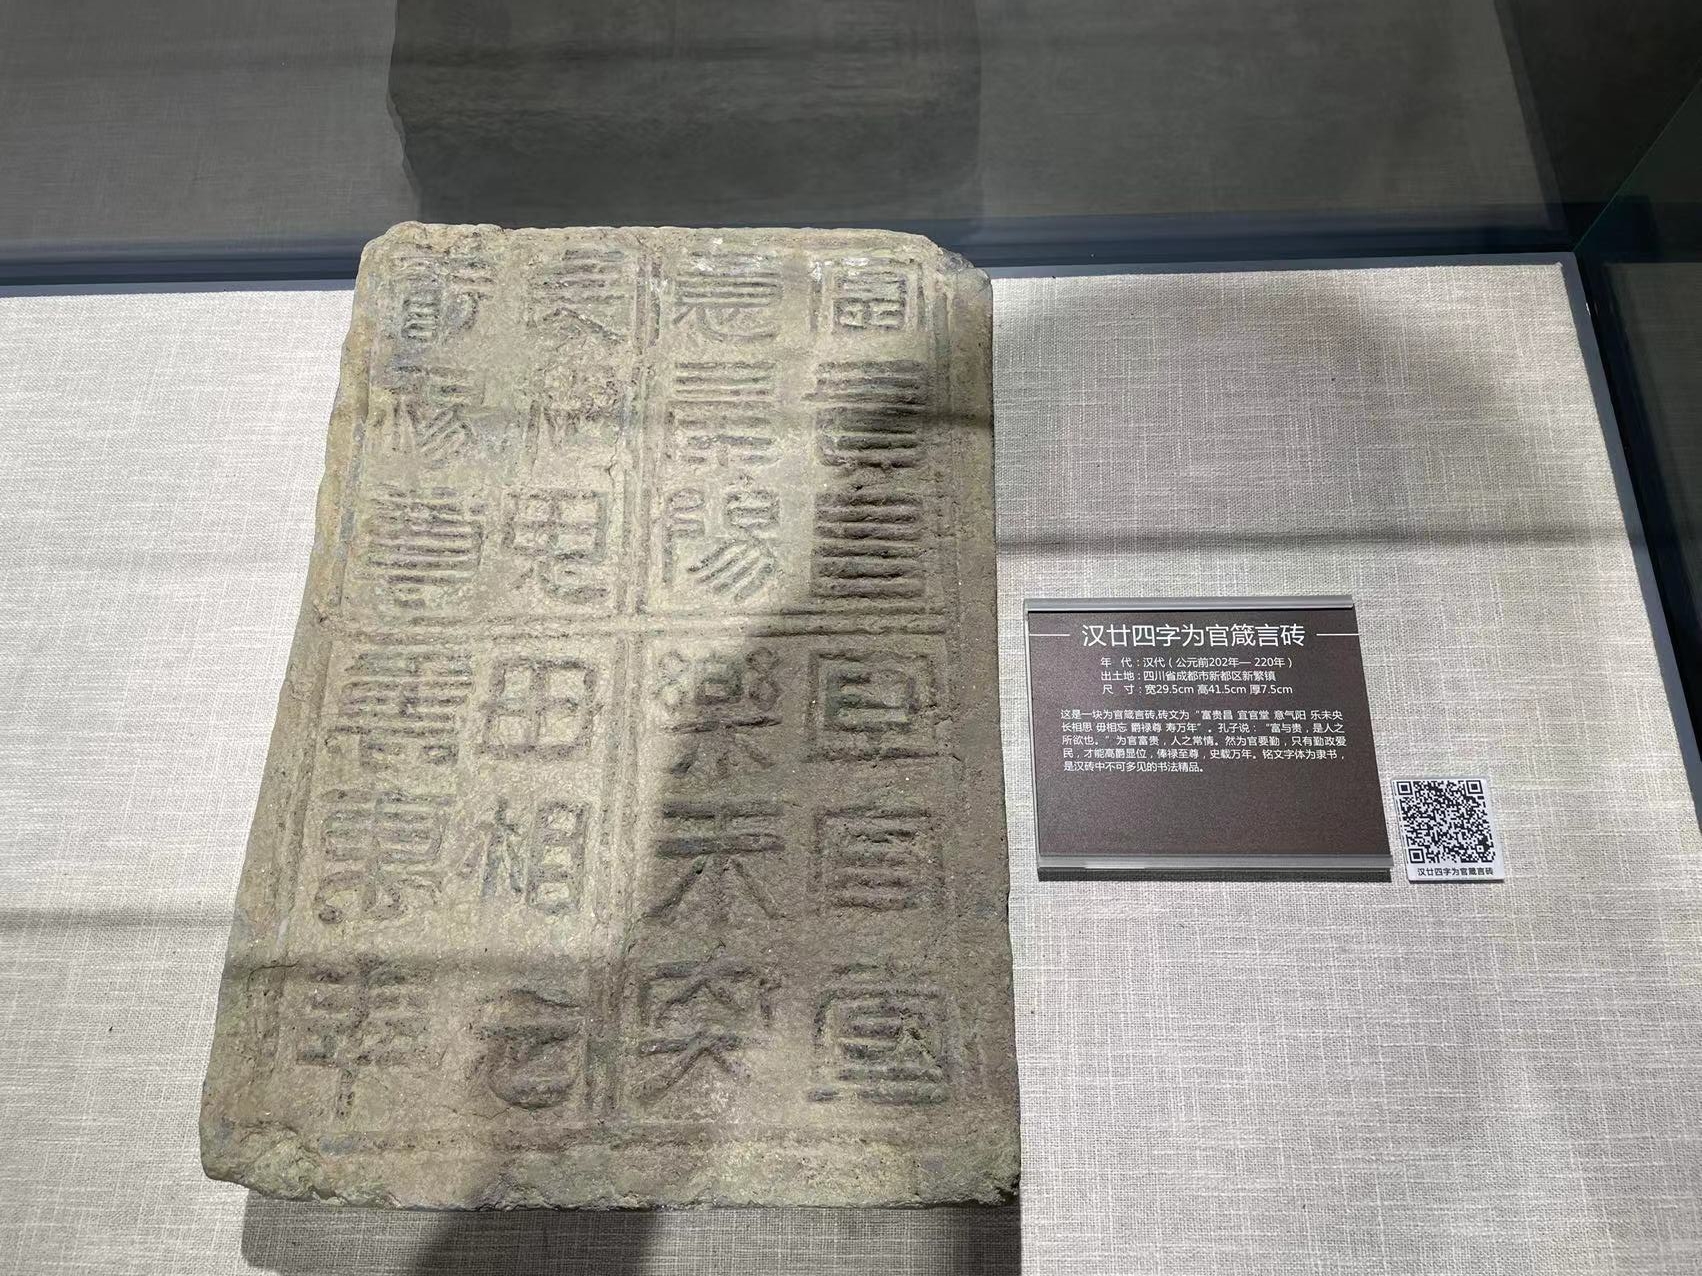 富貴昌宜官堂
意氣陽樂未央
長相思毋相忘
爵祿尊壽萬年
汉廿四字为官箴言砖
年 代：汉代（公元前202年— 220年）
出土地：四川省成都市新都区新繁镇
尺 寸：宽29.5cm 高41.5cm 厚7.5cm
这是一块为官箴言砖,砖文为“富贵昌 宜官堂 意气阳 乐未央
长相思 毋相忘 爵禄尊 寿万年”。孔子说：“富与贵，是人之
所欲也。”为官富贵，人之常情。然为官要勤，只有勤政爱
民，才能高爵显位，俸禄至尊，史载万年。铭文字体为隶书，
是汉砖中不可多见的书法精品。
汉廿四字为官箴言砖